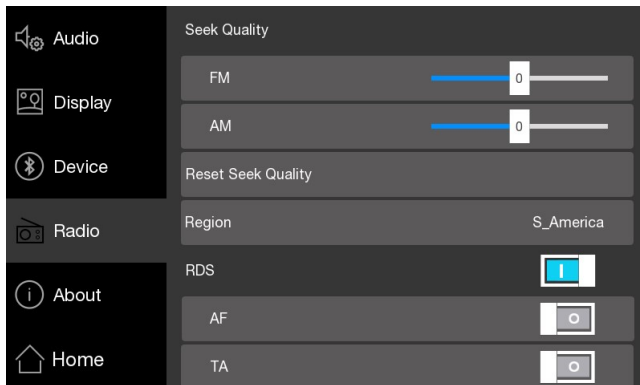 Audio
Display
Device
Radio
About
Home
Seek Quality
FM 0
AM 0
Reset Seek Quality
Region S_America
RDS
AF
TA